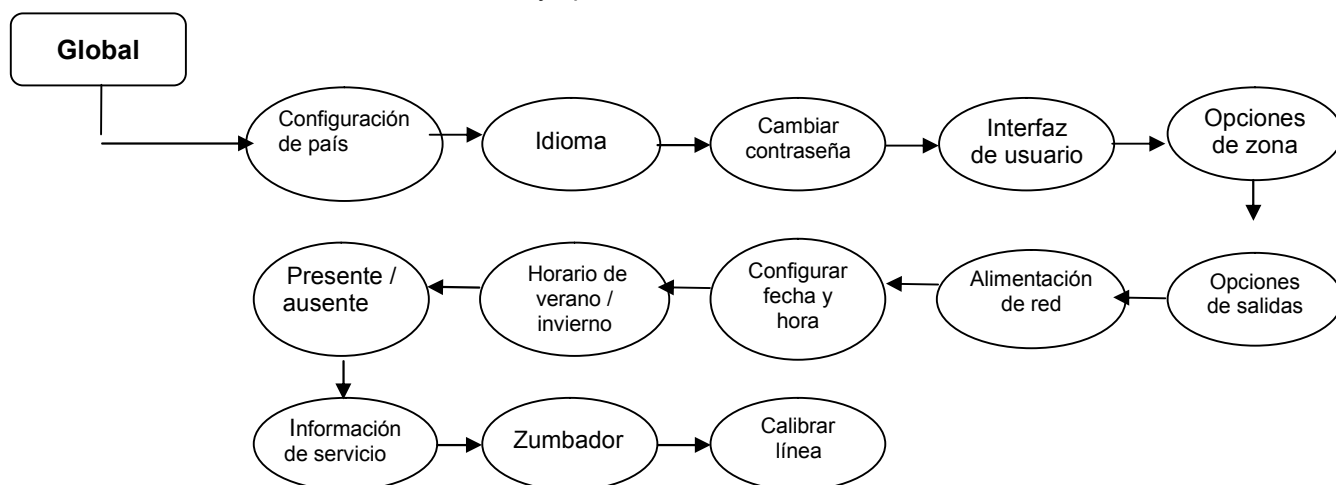 Global
Configuración
de país
Idioma
Cambiar
contraseña
Interfaz
de usuario
Opciones
de zona
Opciones
de salidas
Alimentación
de red
Configurar
fecha y
hora
Horario de
verano /
invierno
Presente /
ausente
Información
de servicio
Zumbador
Calibrar
línea